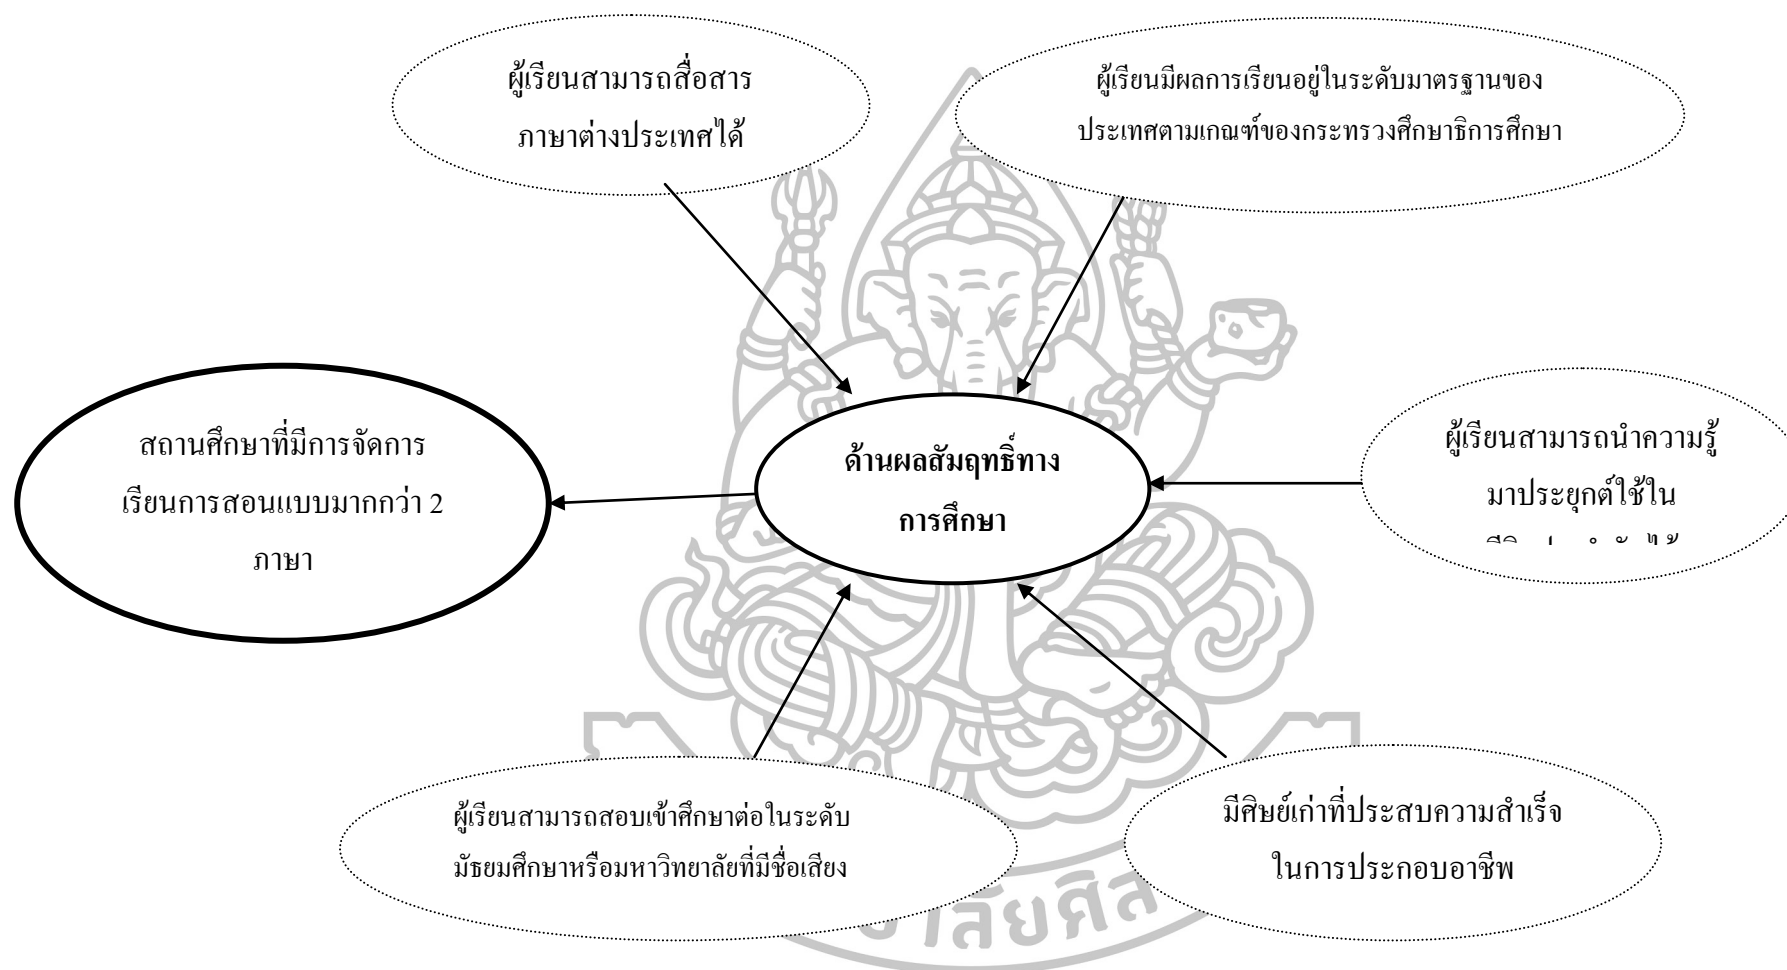 ผู้เรียนสามารถสื่อสาร
ภาษาต่างประเทศได้
ผู้เรียนมีผลการเรียนอยู่ในระดับมาตรฐานของ
ประเทศตามเกณฑ์ของกระทรวงศึกษาธิการศึกษา
สถานศึกษาที่มีการจัดการ
เรียนการสอนแบบมากกว่า 2
ภาษา
ด้านผลสัมฤทธิ์ทาง
การศึกษา
ผู้เรียนสามารถนำความรู้
มาประยุกต์ใช้ใน
ผู้เรียนสามารถสอบเข้าศึกษาต่อในระดับ
มัธยมศึกษาหรือมหาวิทยาลัยที่มีชื่อเสียง
มีศิษย์เก่าที่ประสบความสำเร็จ
ในการประกอบอาชีพ
าลัยศิล